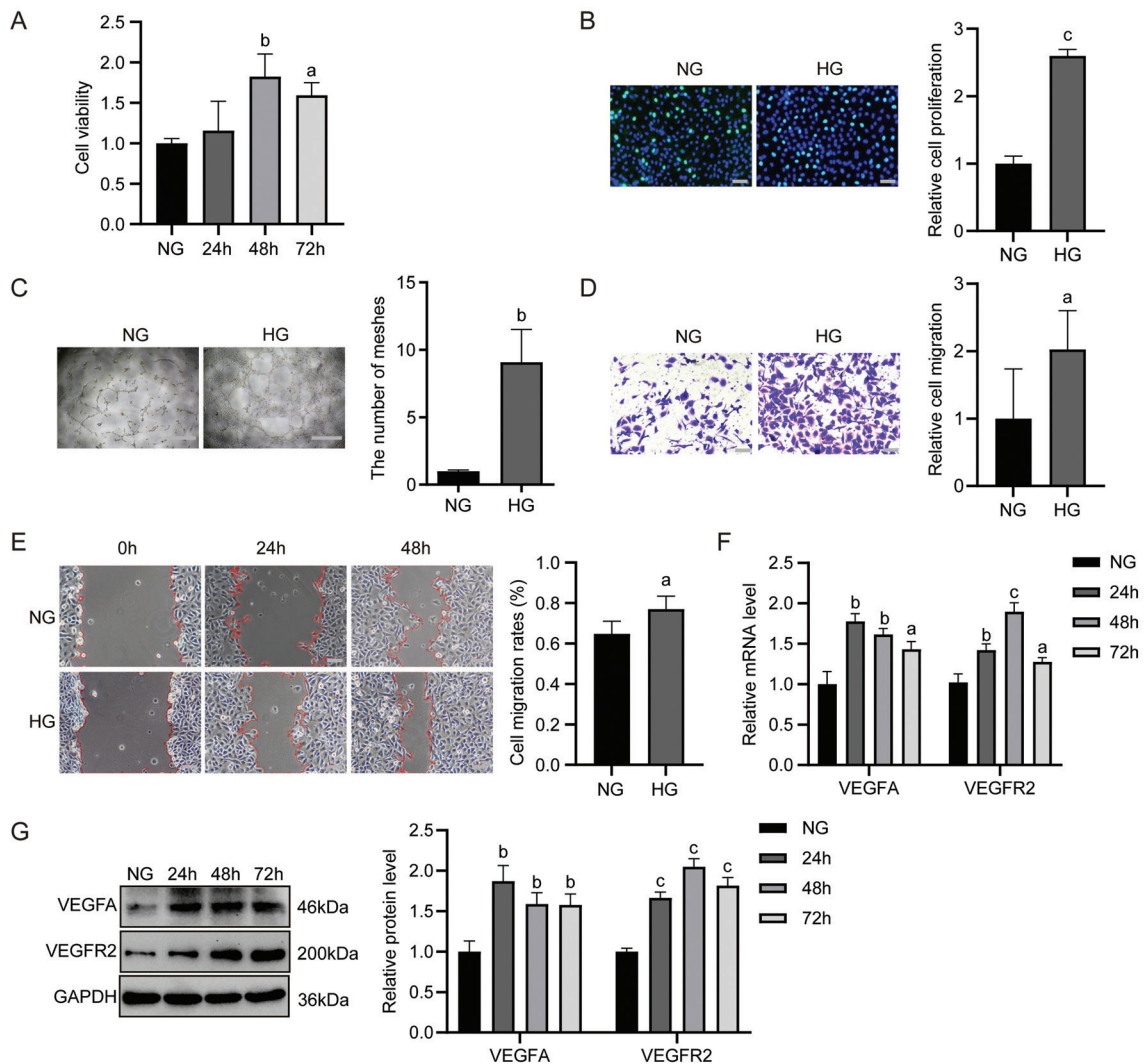 A
Cell viability
2.5
2.0
1.5
1.0
0.5
0.0
b
a
NG 24h 48h 72h
B
NG HG
Relative cell proliferation
3
2
1
0
c
NG HG
C
NG HG
The number of meshes
15
10
5
0
b
NG HG
D
NG HG
Relative cell migration
3
2
1
0
a
NG HG
E
0h 24h 48h
NG
HG
Cell migration rates (%)
1.0
0.8
0.6
0.4
0.2
0.0
a
NG HG
F
Relative mRNA level
2.5
2.0
1.5
1.0
0.5
0.0
b b a
b c a
VEGFA VEGFR2
NG
24h
48h
72h
G
NG 24h 48h 72h
VEGFA 46kDa
VEGFR2 200kDa
GAPDH 36kDa
Relative protein level
2.5
2.0
1.5
1.0
0.5
0.0
b b b
c c c
VEGFA VEGFR2
NG
24h
48h
72h